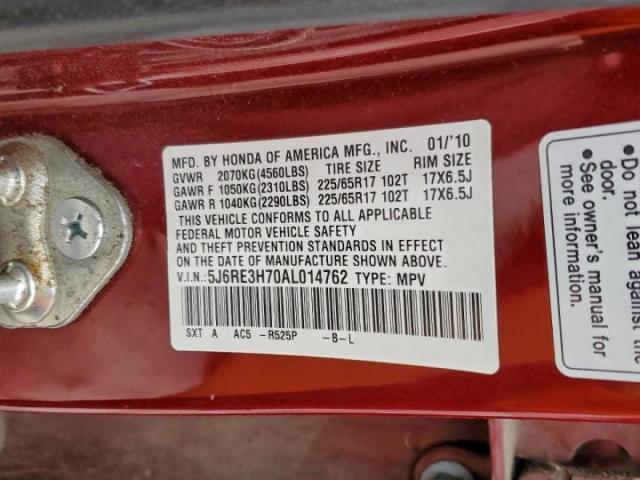 MFD. BY HONDA OF AMERICA MFG., INC. 01/'10
GVWR 2070KG(4560LBS) TIRE SIZE RIM SIZE
GAWR F 1050KG(2310LBS) 225/65R17 102T 17X6.5J
GAWR R 1040KG(2290LBS) 225/65R17 102T 17X6.5J
THIS VEHICLE CONFORMS TO ALL APPLICABLE
FEDERAL MOTOR VEHICLE SAFETY
AND THEFT PREVENTION STANDARDS IN EFFECT
ON THE DATE OF MANUFACTURE SHOWN ABOVE.
V.I.N.: 5J6RE3H70AL014762 TYPE: MPV
SXT A AC5 -R525P -B-L
• Do not lean
against the
door.
• See owner's
manual for
more